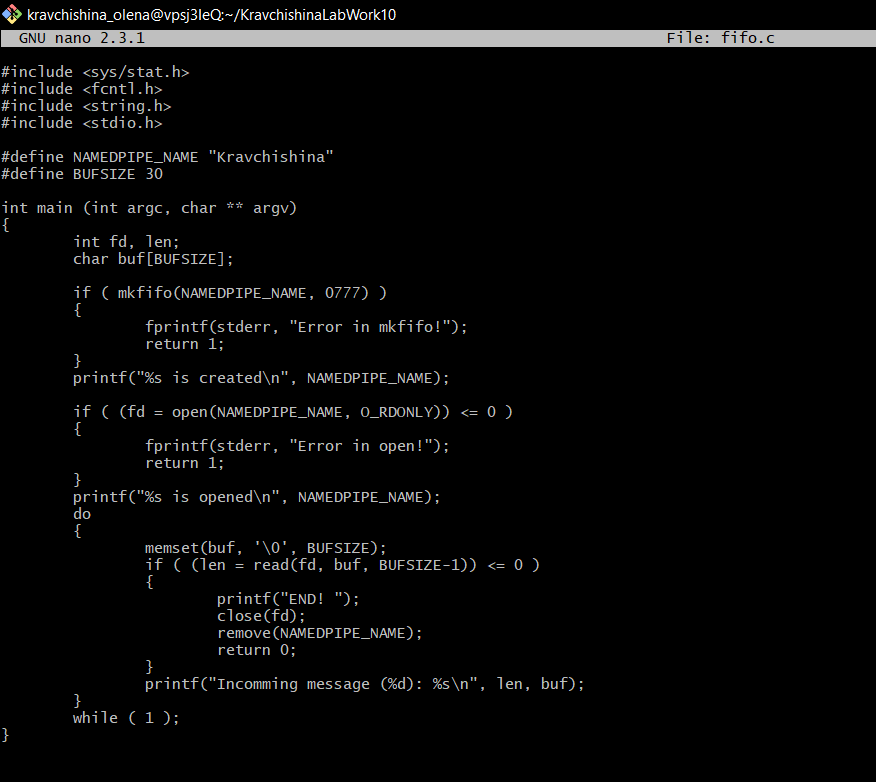 kravchishina_olena@vpsj3IeQ:~/KravchishinaLabWork10
GNU nano 2.3.1 File: fifo.c
#include <sys/stat.h>
#include <fcntl.h>
#include <string.h>
#include <stdio.h>
#define NAMEDPIPE_NAME "Kravchishina"
#define BUFSIZE 30
int main (int argc, char ** argv)
{
        int fd, len;
        char buf[BUFSIZE];
        if ( mkfifo(NAMEDPIPE_NAME, 0777) )
        {
                fprintf(stderr, "Error in mkfifo!");
                return 1;
        }
        printf("%s is created\n", NAMEDPIPE_NAME);
        if ( (fd = open(NAMEDPIPE_NAME, O_RDONLY)) <= 0 )
        {
                fprintf(stderr, "Error in open!");
                return 1;
        }
        printf("%s is opened\n", NAMEDPIPE_NAME);
        do
        {
                memset(buf, '\0', BUFSIZE);
                if ( (len = read(fd, buf, BUFSIZE-1)) <= 0 )
                {
                        printf("END! ");
                        close(fd);
                        remove(NAMEDPIPE_NAME);
                        return 0;
                }
                printf("Incomming message (%d): %s\n", len, buf);
        }
        while ( 1 );
}